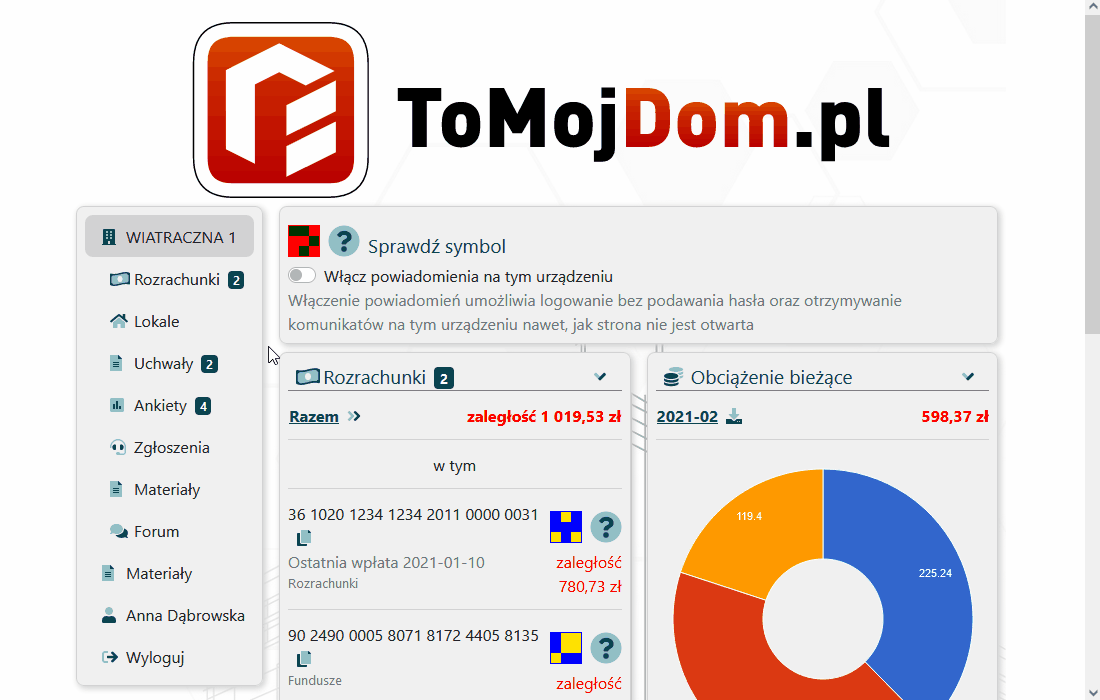 ToMojDom.pl
WIATRACZNA 1
Rozrachunki 2
Lokale
Uchwały 2
Ankiety 4
Zgłoszenia
Materiały
Forum
Materiały
Anna Dąbrowska
Wyloguj
? Sprawdź symbol
Włącz powiadomienia na tym urządzeniu
Włączenie powiadomień umożliwia logowanie bez podawania hasła oraz otrzymywanie
komunikatów na tym urządzeniu nawet, jak strona nie jest otwarta
Rozrachunki 2
Razem zaległość 1 019,53 zł
w tym
36 1020 1234 1234 2011 0000 0031 ?
Ostatnia wpłata 2021-01-10 zaległość
Rozrachunki 780,73 zł
90 2490 0005 8071 8172 4405 8135 ?
Fundusze zaległość
Obciążenie bieżące
2021-02 598,37 zł
119.4
225.24